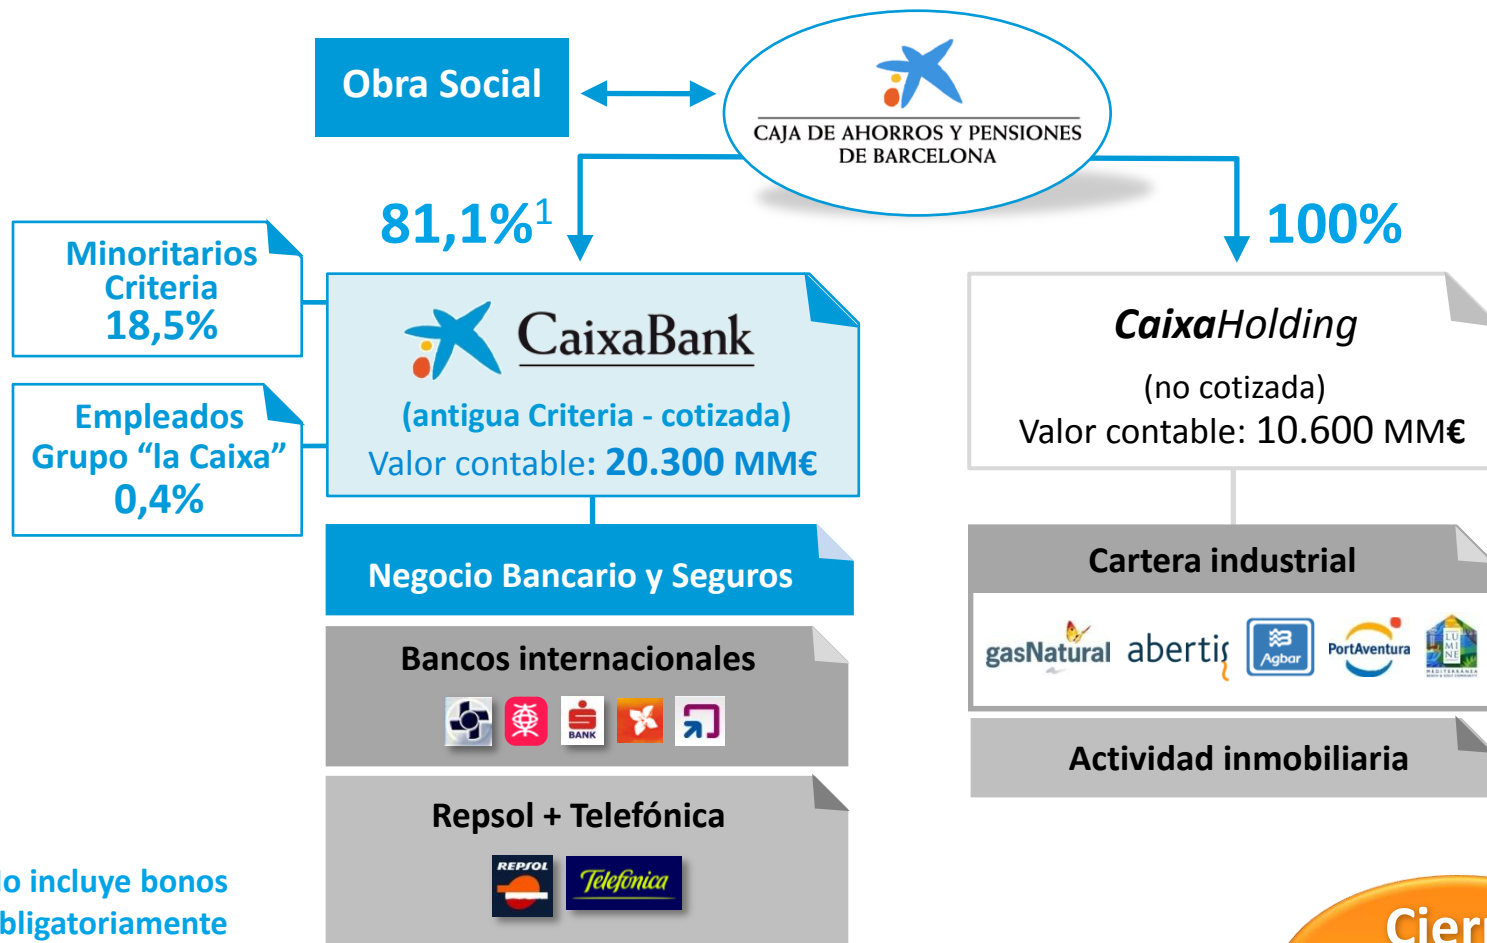 Obra Social
CAJA DE AHORROS Y PENSIONES
DE BARCELONA
81,1%1
100%
Minoritarios
Criteria
18,5%
Empleados
Grupo “la Caixa”
0,4%
CaixaBank
(antigua Criteria - cotizada)
Valor contable: 20.300 MM€
CaixaHolding
(no cotizada)
Valor contable: 10.600 MM€
Negocio Bancario y Seguros
Bancos internacionales
BANK
Repsol + Telefónica
REPSOL
Telefónica
Cartera industrial
gasNatural
abertis
Agbar
PortAventura
LUMINE
Actividad inmobiliaria
o incluye bonos
bligatoriamente
Cier